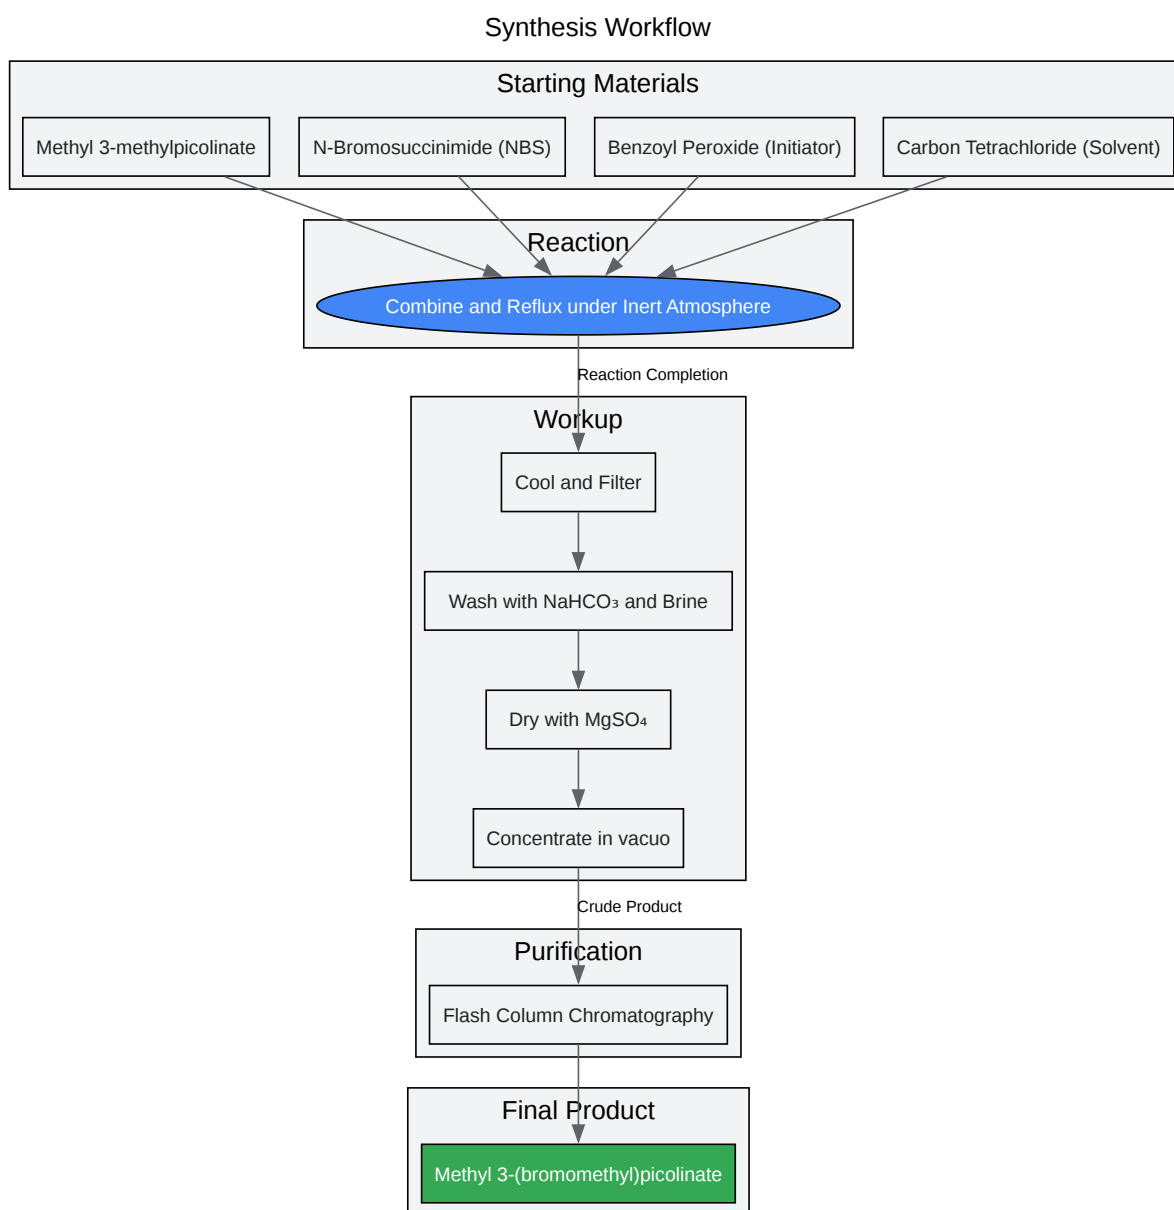 Synthesis Workflow
Starting Materials
Methyl 3-methylpicolinate
N-Bromosuccinimide (NBS)
Benzoyl Peroxide (Initiator)
Carbon Tetrachloride (Solvent)
Reaction
Combine and Reflux under Inert Atmosphere
Reaction Completion
Workup
Cool and Filter
Wash with NaHCO₃ and Brine
Dry with MgSO₄
Concentrate in vacuo
Crude Product
Purification
Flash Column Chromatography
Final Product
Methyl 3-(bromomethyl)picolinate